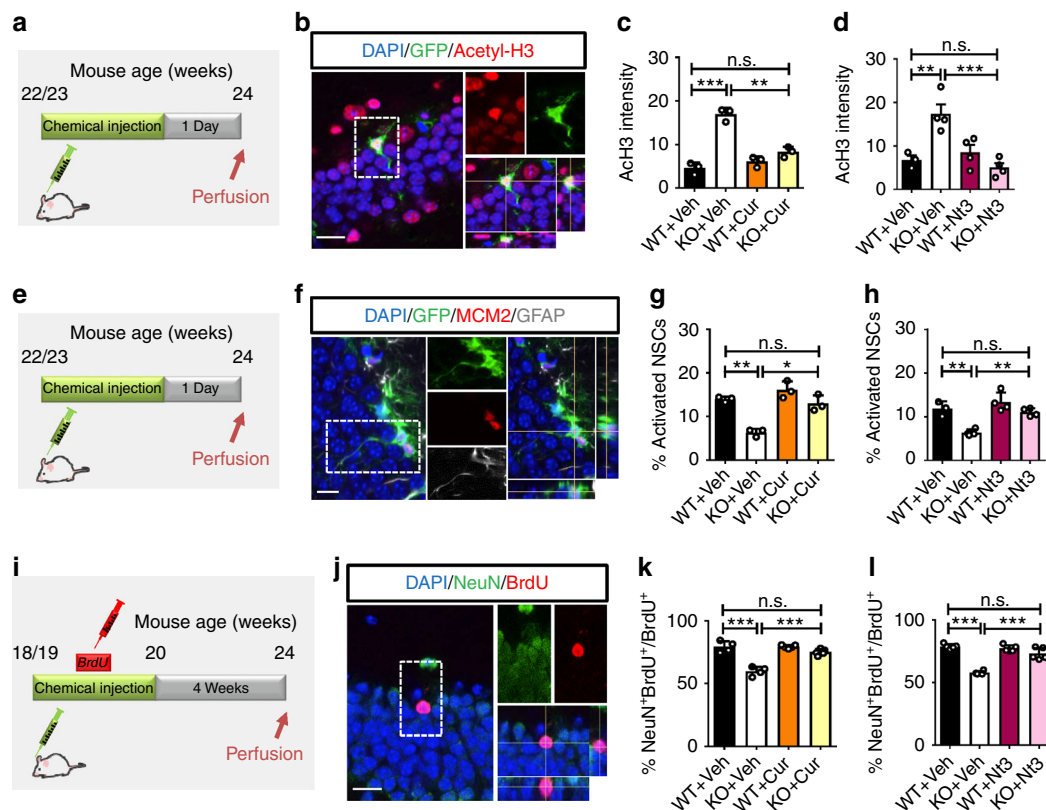 a
Mouse age (weeks)
22/23
24
Chemical injection
1 Day
Perfusion
b
DAPI/GFP/Acetyl-H3
c
AcH3 intensity
30
20
10
0
n.s.
***
**
WT+Veh
KO+Veh
WT+Cur
KO+Cur
d
AcH3 intensity
30
20
10
0
n.s.
**
***
WT+Veh
KO+Veh
WT+Nt3
KO+Nt3
e
Mouse age (weeks)
22/23
24
Chemical injection
1 Day
Perfusion
f
DAPI/GFP/MCM2/GFAP
g
% Activated NSCs
30
20
10
0
n.s.
**
*
WT+Veh
KO+Veh
WT+Cur
KO+Cur
h
% Activated NSCs
30
20
10
0
n.s.
**
**
WT+Veh
KO+Veh
WT+Nt3
KO+Nt3
i
BrdU
Mouse age (weeks)
18/19
20
24
Chemical injection
4 Weeks
Perfusion
j
DAPI/NeuN/BrdU
k
% NeuN⁺BrdU⁺/BrdU⁺
100
50
0
n.s.
***
***
WT+Veh
KO+Veh
WT+Cur
KO+Cur
l
% NeuN⁺BrdU⁺/BrdU⁺
100
50
0
n.s.
***
***
WT+Veh
KO+Veh
WT+Nt3
KO+Nt3